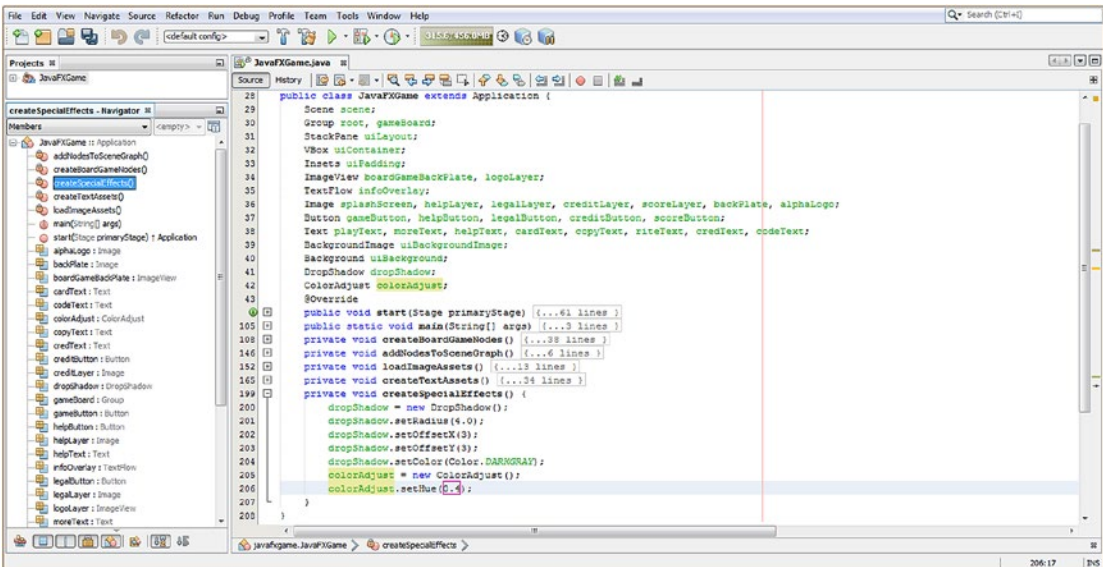 File Edit View Navigate Source Refactor Run Debug Profile Team Tools Window Help
Search (Ctrl+I)
<default config>
Projects
JavaFXGame
createSpecialEffects - Navigator
Members
<empty>
JavaFXGame :: Application
addNodesToSceneGraph()
createBoardGameNodes()
createSpecialEffects()
createTextAssets()
loadImageAssets()
main(String[] args)
start(Stage primaryStage) ↑ Application
alphaLogo : Image
backPlate : Image
boardGameBackPlate : ImageView
cardText : Text
codeText : Text
colorAdjust : ColorAdjust
copyText : Text
credText : Text
creditButton : Button
creditLayer : Image
dropShadow : DropShadow
gameBoard : Group
gameButton : Button
helpButton : Button
helpLayer : Image
helpText : Text
infoOverlay : TextFlow
legalButton : Button
legalLayer : Image
logoLayer : ImageView
moreText : Text
JavaFXGame.java
Source History
28 public class JavaFXGame extends Application {
29 Scene scene;
30 Group root, gameBoard;
31 StackPane uiLayout;
32 VBox uiContainer;
33 Insets uiPadding;
34 ImageView boardGameBackPlate, logoLayer;
35 TextFlow infoOverlay;
36 Image splashScreen, helpLayer, legalLayer, creditLayer, scoreLayer, backPlate, alphaLogo;
37 Button gameButton, helpButton, legalButton, creditButton, scoreButton;
38 Text playText, moreText, helpText, cardText, copyText, riteText, credText, codeText;
39 BackgroundImage uiBackgroundImage;
40 Background uiBackground;
41 DropShadow dropShadow;
42 ColorAdjust colorAdjust;
43 @Override
public void start(Stage primaryStage) {...61 lines }
105 public static void main(String[] args) {...3 lines }
108 private void createBoardGameNodes() {...38 lines }
146 private void addNodesToSceneGraph() {...6 lines }
152 private void loadImageAssets() {...13 lines }
165 private void createTextAssets() {...34 lines }
199 private void createSpecialEffects() {
200 dropShadow = new DropShadow();
201 dropShadow.setRadius(4.0);
202 dropShadow.setOffsetX(3);
203 dropShadow.setOffsetY(3);
204 dropShadow.setColor(Color.DARKGRAY);
205 colorAdjust = new ColorAdjust();
206 colorAdjust.setHue(0.4);
207 }
208 }
javafxgame.JavaFXGame
createSpecialEffects
206:17
INS